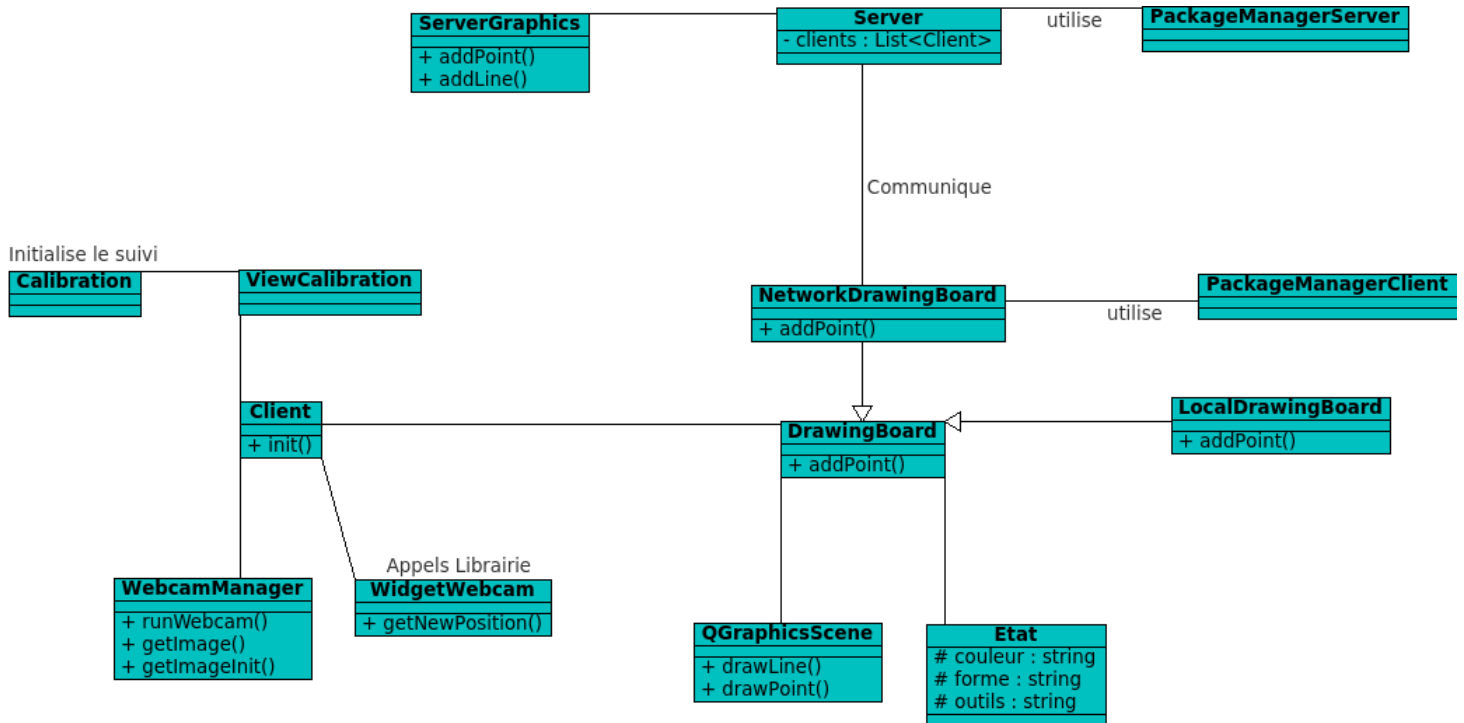 ServerGraphics
+ addPoint()
+ addLine()
Server
- clients : List<Client>
utilise
PackageManagerServer
Communique
Initialise le suivi
Calibration
ViewCalibration
NetworkDrawingBoard
+ addPoint()
utilise
PackageManagerClient
Client
+ init()
DrawingBoard
+ addPoint()
LocalDrawingBoard
+ addPoint()
WebcamManager
+ runWebcam()
+ getImage()
+ getImageInit()
Appels Librairie
WidgetWebcam
+ getNewPosition()
QGraphicsScene
+ drawLine()
+ drawPoint()
Etat
# couleur : string
# forme : string
# outils : string